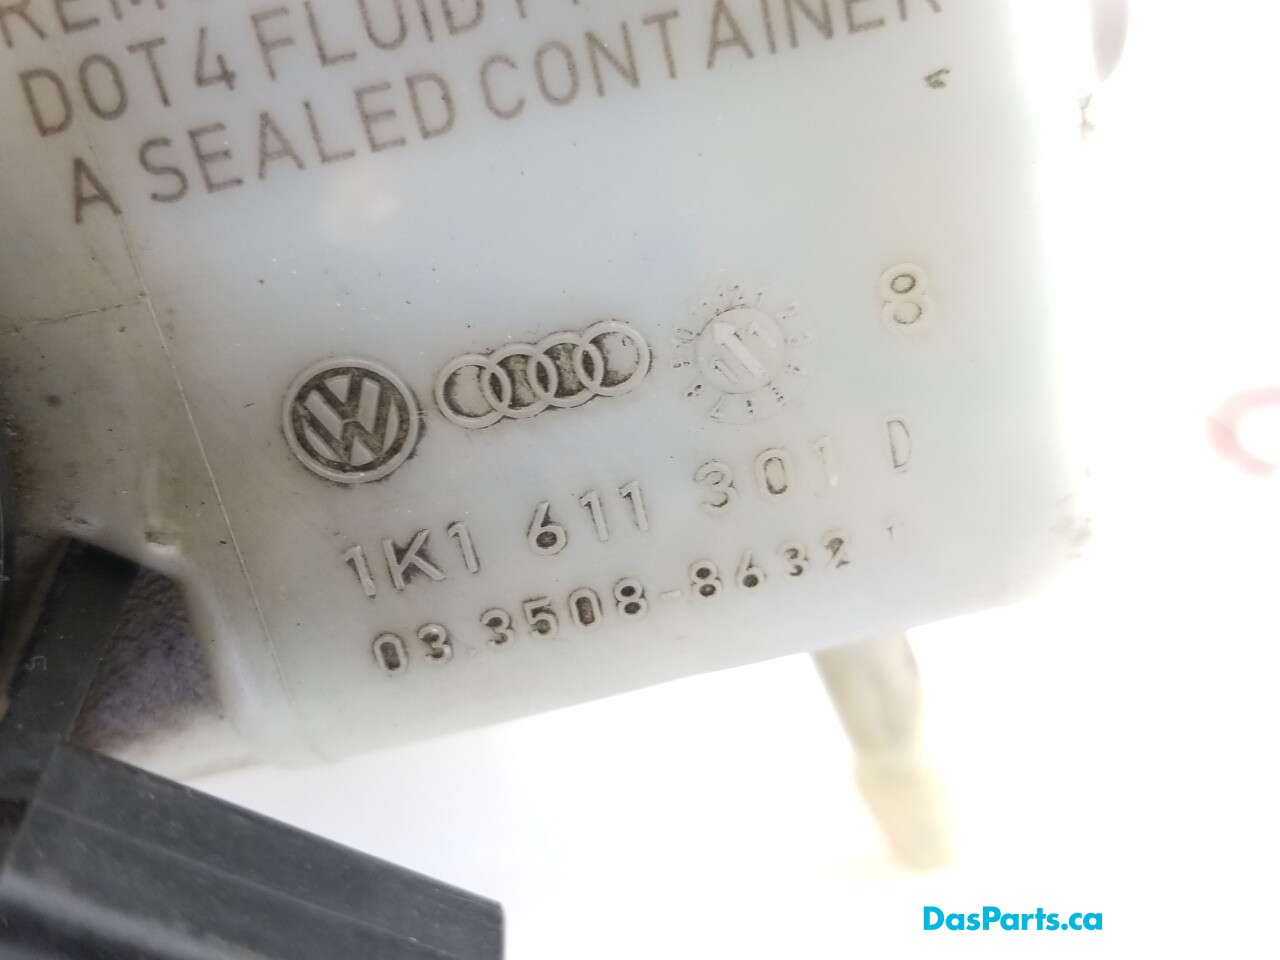 DOT4 FLUID
A SEALED CONTAINER
8
1K1 611 301 D
03.3508-8632
DasParts.ca